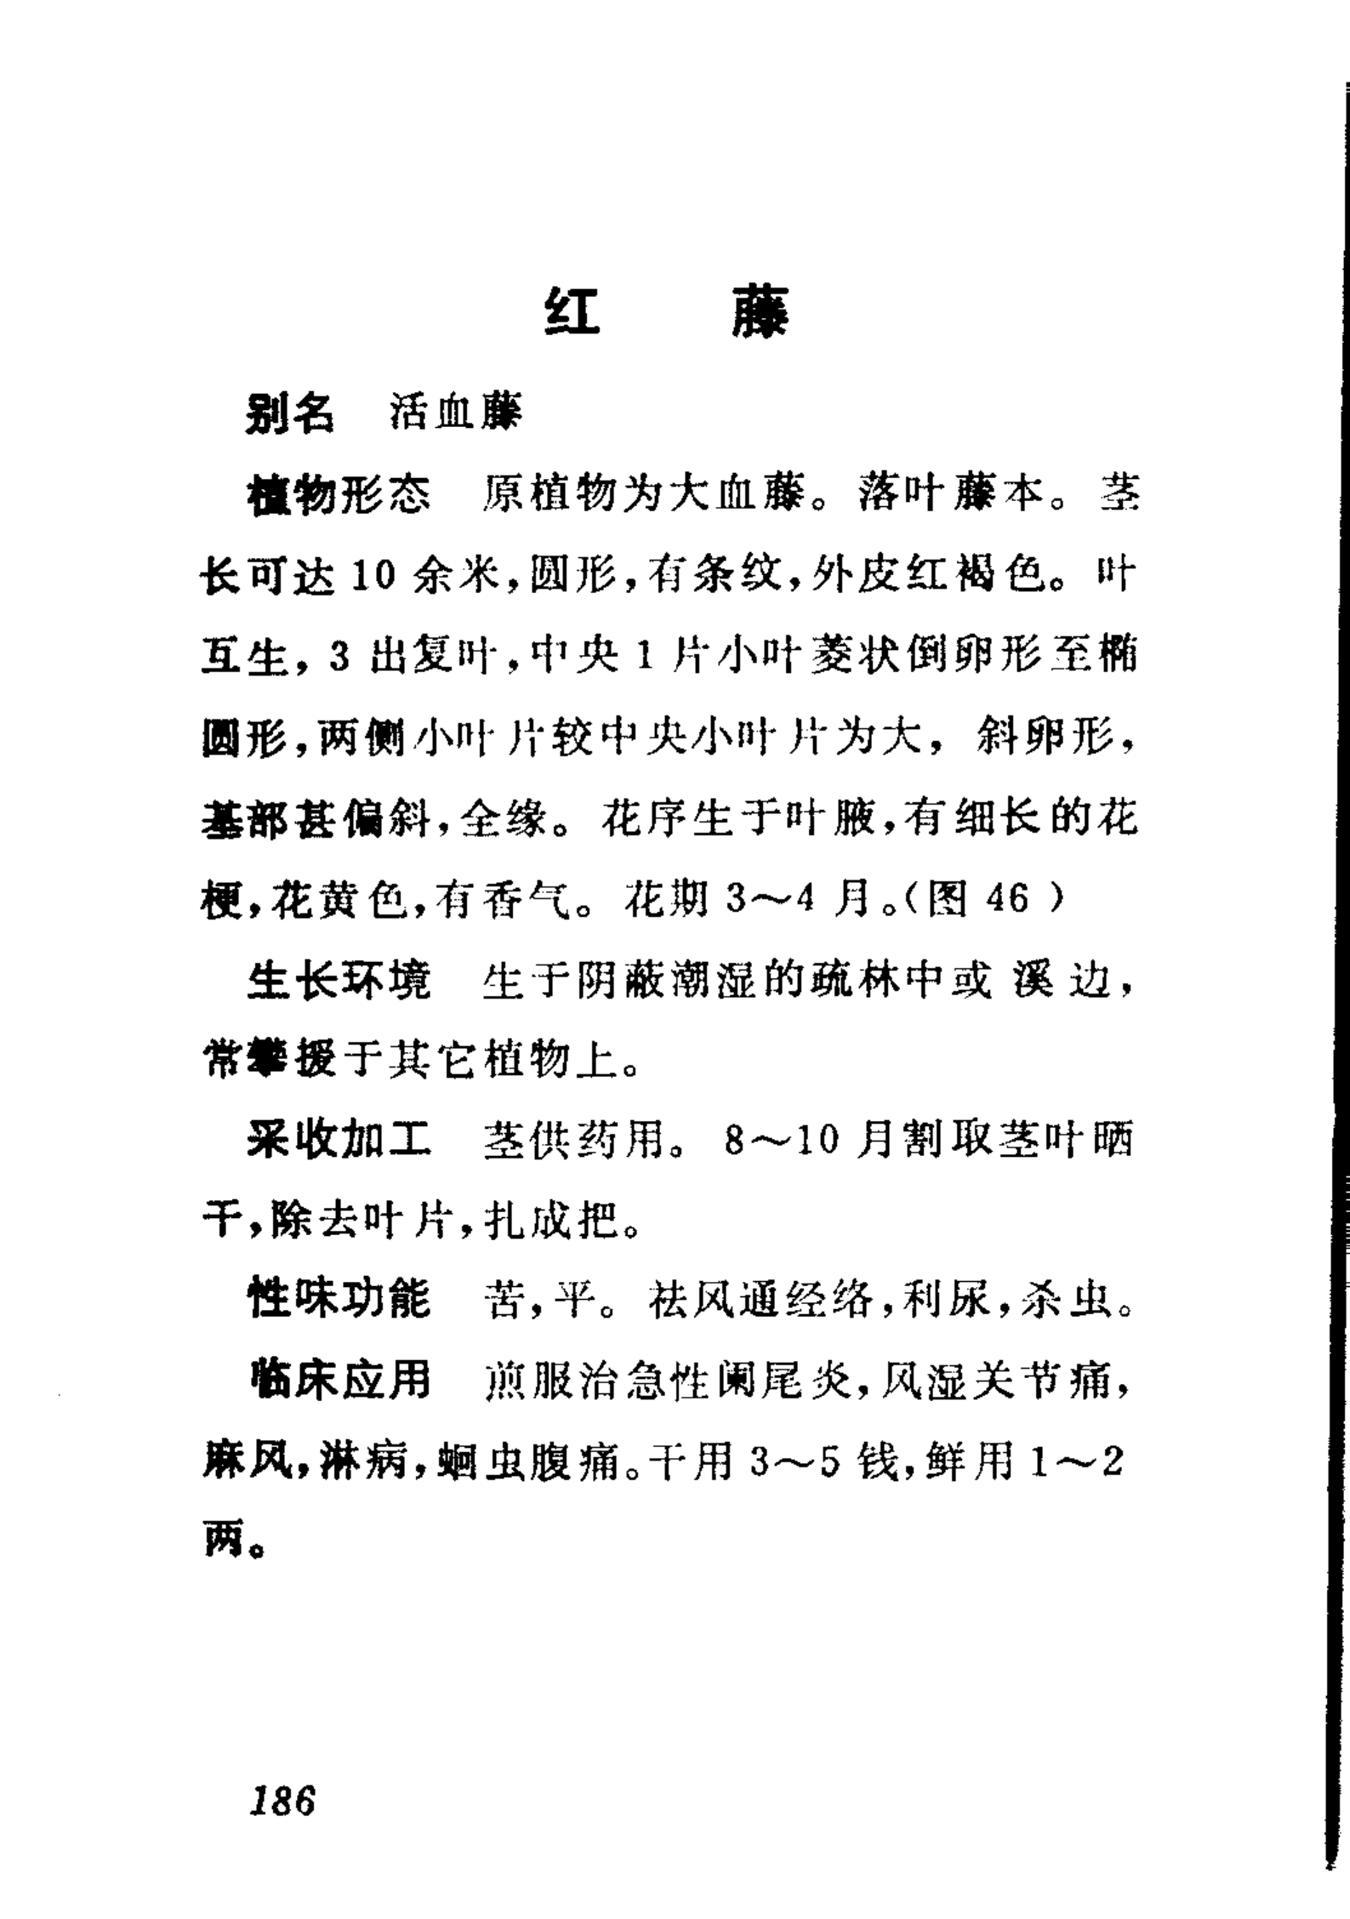 红 藤
别名 活血藤
植物形态 原植物为大血藤。落叶藤本。茎
长可达 10 余米，圆形，有条纹，外皮红褐色。叶
互生，3 出复叶，中央 1 片小叶菱状倒卵形至椭
圆形，两侧小叶片较中央小叶片为大，斜卵形，
基部甚偏斜，全缘。花序生于叶腋，有细长的花
梗，花黄色，有香气。花期 3～4 月。（图 46 ）
生长环境 生于阴蔽潮湿的疏林中或溪边，
常攀援于其它植物上。
采收加工 茎供药用。8～10 月割取茎叶晒
干，除去叶片，扎成把。
性味功能 苦，平。祛风通经络，利尿，杀虫。
临床应用 煎服治急性阑尾炎，风湿关节痛，
麻风，淋病，蛔虫腹痛。干用 3～5 钱，鲜用 1～2
两。
186